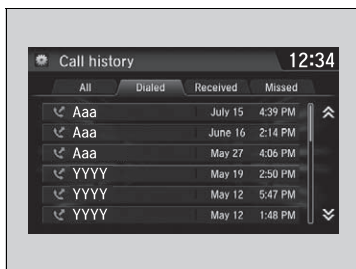 Call history 12:34
All Dialed Received Missed
Aaa July 15 4:39 PM
Aaa June 16 2:14 PM
Aaa May 27 4:06 PM
YYYY May 19 2:50 PM
YYYY May 12 5:47 PM
YYYY May 12 1:48 PM